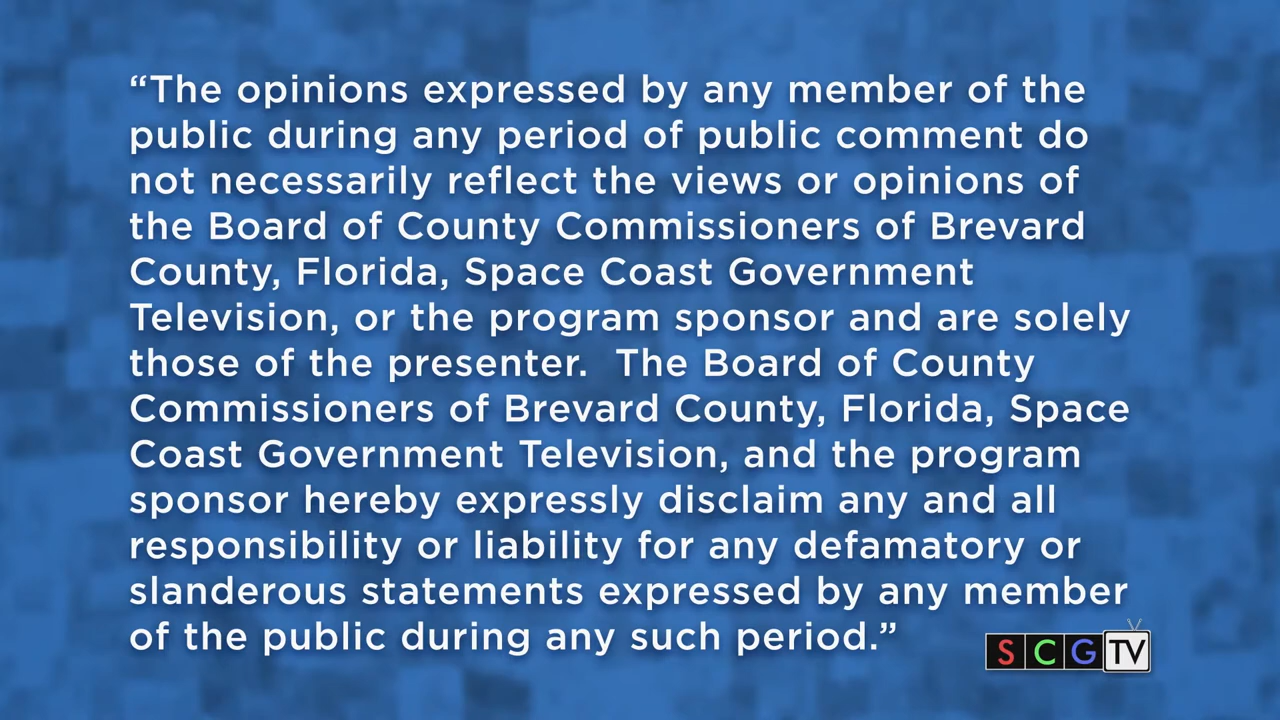 “The opinions expressed by any member of the
public during any period of public comment do
not necessarily reflect the views or opinions of
the Board of County Commissioners of Brevard
County, Florida, Space Coast Government
Television, or the program sponsor and are solely
those of the presenter.  The Board of County
Commissioners of Brevard County, Florida, Space
Coast Government Television, and the program
sponsor hereby expressly disclaim any and all
responsibility or liability for any defamatory or
slanderous statements expressed by any member
of the public during any such period.”
SCGTV